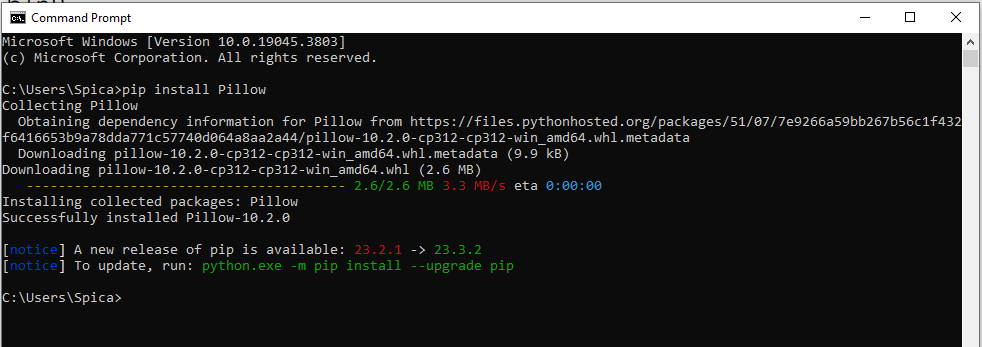 Command Prompt
Microsoft Windows [Version 10.0.19045.3803]
(c) Microsoft Corporation. All rights reserved.
C:\Users\Spica>pip install Pillow
Collecting Pillow
Obtaining dependency information for Pillow from https://files.pythonhosted.org/packages/51/07/7e9266a59bb267b56c1f432
f6416653b9a78dda771c57740d064a8aa2a44/pillow-10.2.0-cp312-cp312-win_amd64.whl.metadata
Downloading pillow-10.2.0-cp312-cp312-win_amd64.whl.metadata (9.9 kB)
Downloading pillow-10.2.0-cp312-cp312-win_amd64.whl (2.6 MB)
---------------------------------------- 2.6/2.6 MB 3.3 MB/s eta 0:00:00
Installing collected packages: Pillow
Successfully installed Pillow-10.2.0
[notice] A new release of pip is available: 23.2.1 -> 23.3.2
[notice] To update, run: python.exe -m pip install --upgrade pip
C:\Users\Spica>